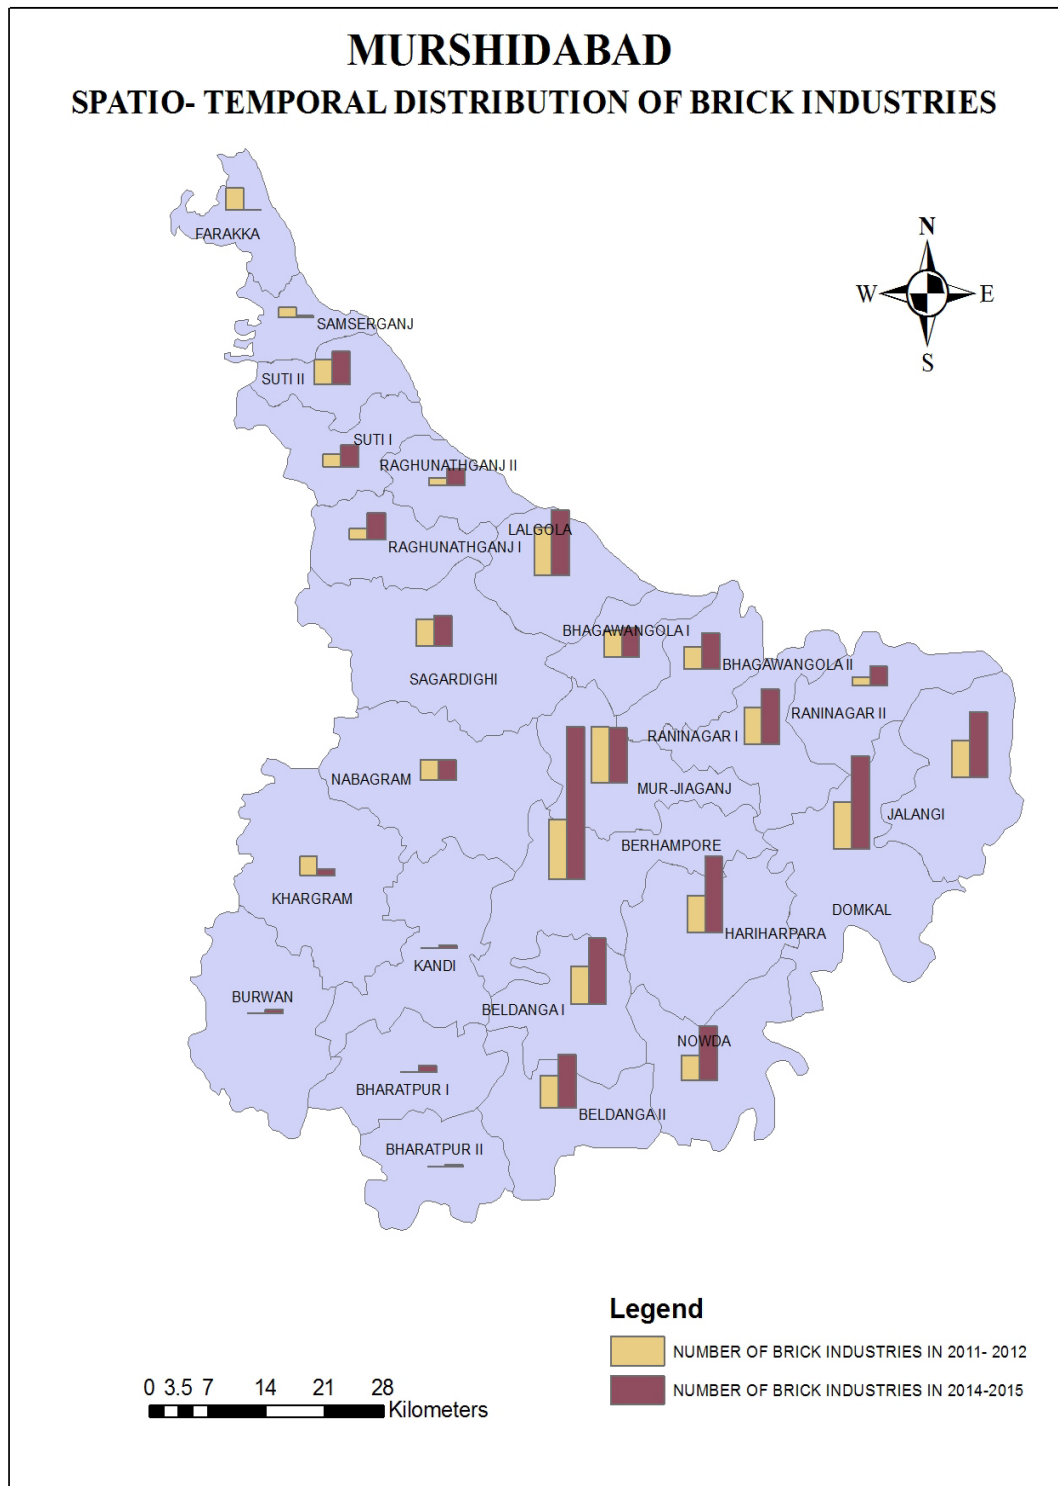 MURSHIDABAD
SPATIO- TEMPORAL DISTRIBUTION OF BRICK INDUSTRIES
N
W
E
S
FARAKKA
SAMSERGANJ
SUTI II
SUTI I
RAGHUNATHGANJ II
LALGOLA
RAGHUNATHGANJ I
BHAGAWANGOLA I
BHAGAWANGOLA II
SAGARDIGHI
RANINAGAR II
RANINAGAR I
NABAGRAM
MUR-JIAGANJ
JALANGI
BERHAMPORE
KHARGRAM
DOMKAL
HARIHARPARA
KANDI
BURWAN
BELDANGA I
NOWDA
BHARATPUR I
BELDANGA II
BHARATPUR II
Legend
NUMBER OF BRICK INDUSTRIES IN 2011- 2012
NUMBER OF BRICK INDUSTRIES IN 2014-2015
0 3.5 7 14 21 28
Kilometers